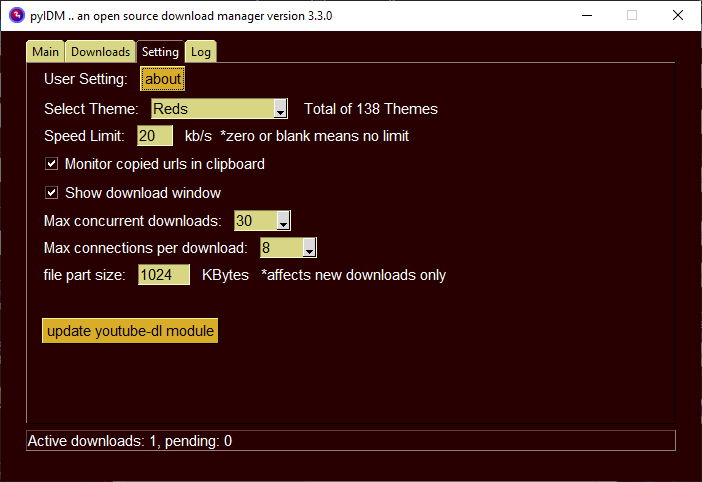 pyIDM .. an open source download manager version 3.3.0
Main Downloads Setting Log
User Setting: about
Select Theme: Reds Total of 138 Themes
Speed Limit: 20 kb/s *zero or blank means no limit
Monitor copied urls in clipboard
Show download window
Max concurrent downloads: 30
Max connections per download: 8
file part size: 1024 KBytes *affects new downloads only
update youtube-dl module
Active downloads: 1, pending: 0